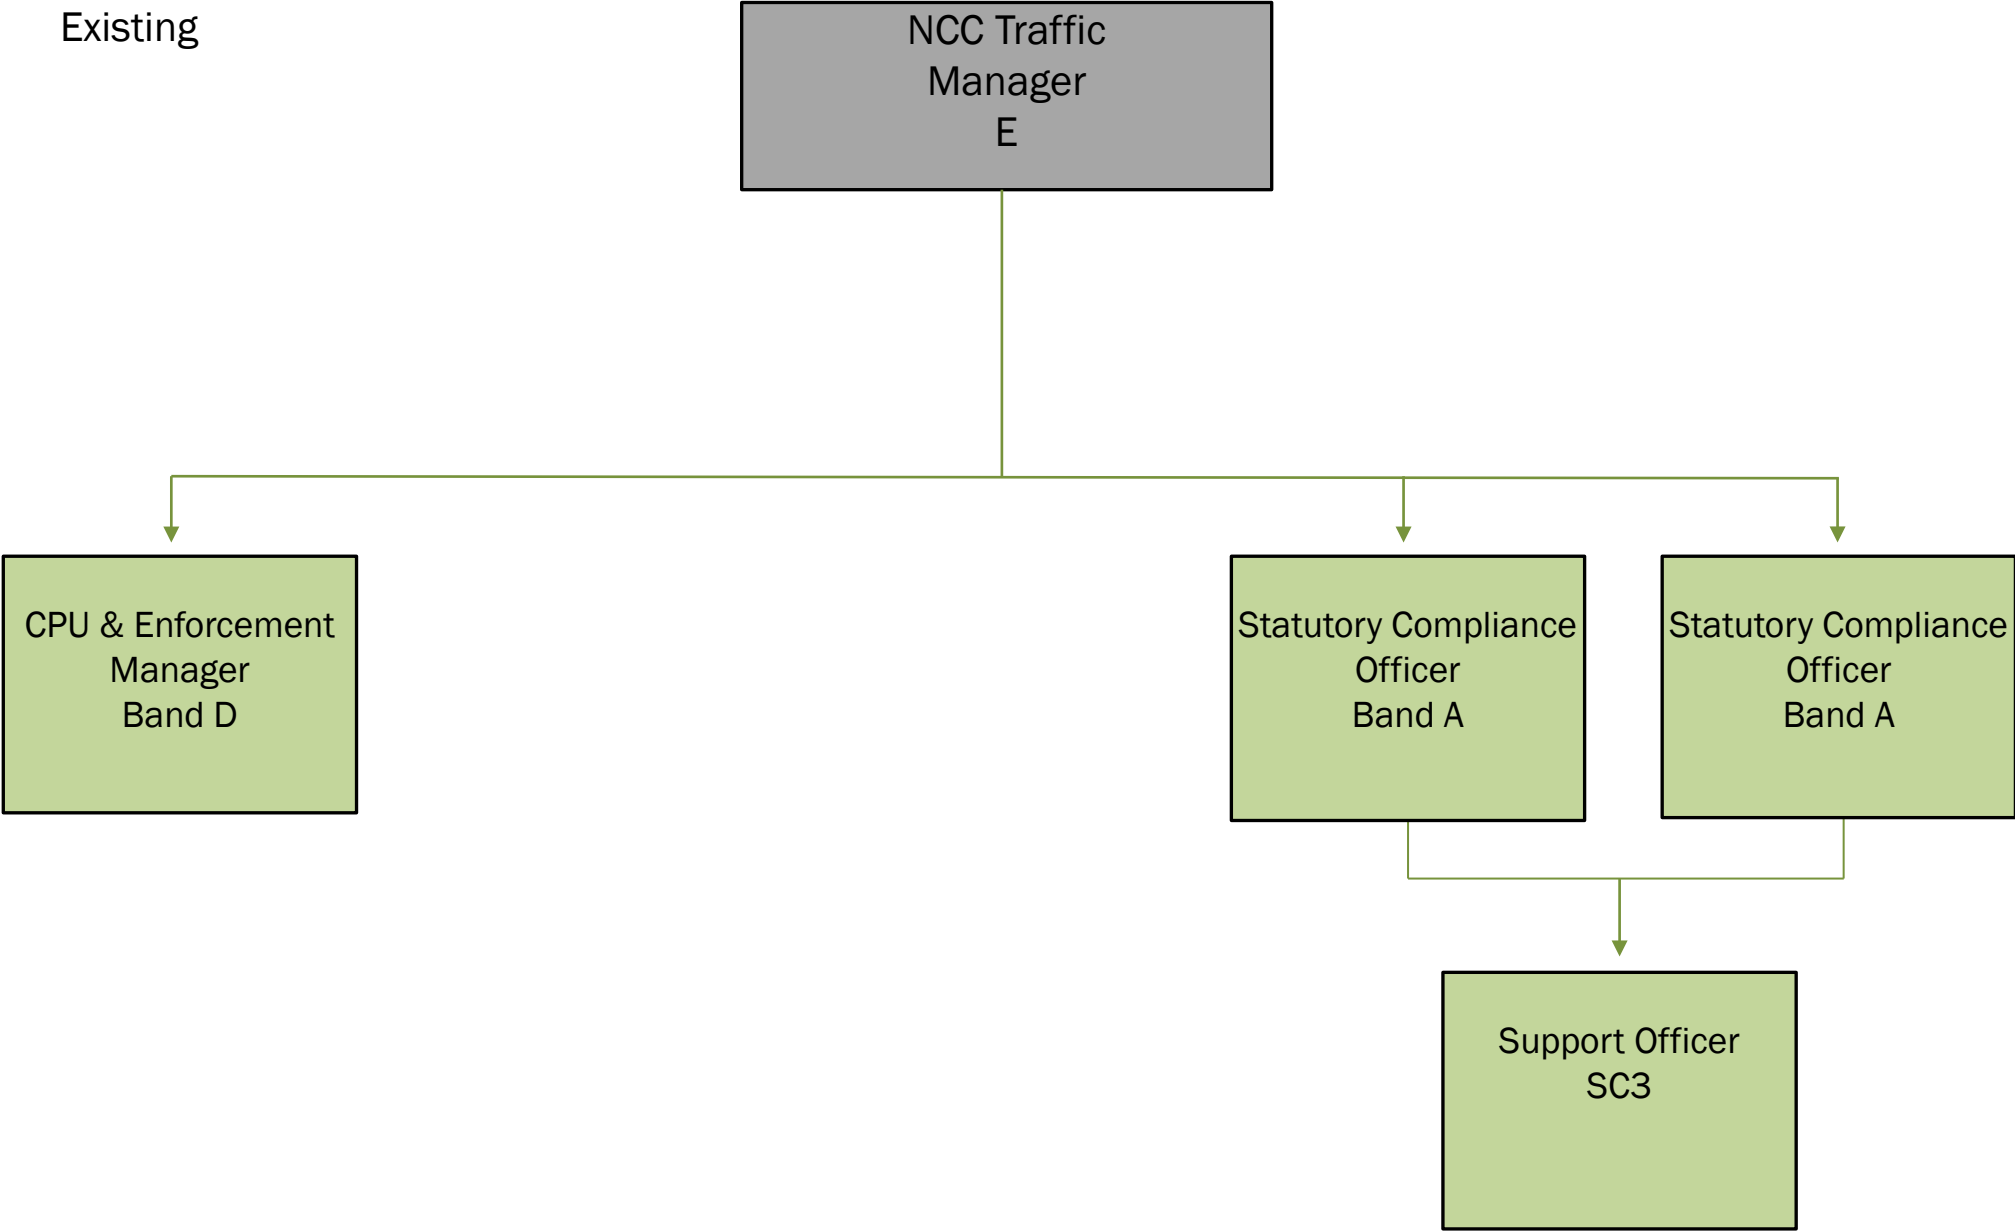 Existing
NCC Traffic
Manager
E
CPU & Enforcement
Manager
Band D
Statutory Compliance
Officer
Band A
Statutory Compliance
Officer
Band A
Support Officer
SC3